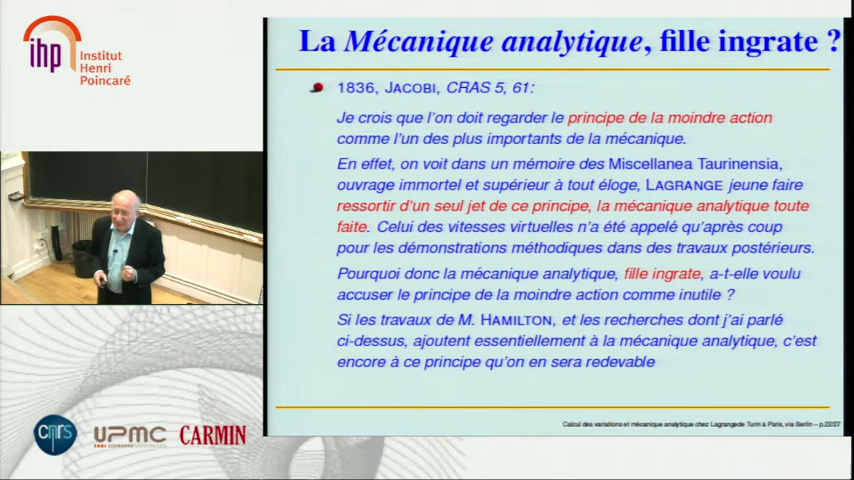 ihp
Institut
Henri
Poincaré
La Mécanique analytique, fille ingrate ?
1836, JACOBI, CRAS 5, 61:
Je crois que l'on doit regarder le principe de la moindre action
comme l'un des plus importants de la mécanique.
En effet, on voit dans un mémoire des Miscellanea Taurinensia,
ouvrage immortel et supérieur à tout éloge, LAGRANGE jeune faire
ressortir d'un seul jet de ce principe, la mécanique analytique toute
faite. Celui des vitesses virtuelles n'a été appelé qu'après coup
pour les démonstrations méthodiques dans des travaux postérieurs.
Pourquoi donc la mécanique analytique, fille ingrate, a-t-elle voulu
accuser le principe de la moindre action comme inutile ?
Si les travaux de M. HAMILTON, et les recherches dont j'ai parlé
ci-dessus, ajoutent essentiellement à la mécanique analytique, c'est
encore à ce principe qu'on en sera redevable
Calcul des variations et mécanique analytique chez Lagrangede Turin à Paris, via Berlin – p.22/27
cnrs
UPMC
SORBONNE UNIVERSITÉS
CARMIN